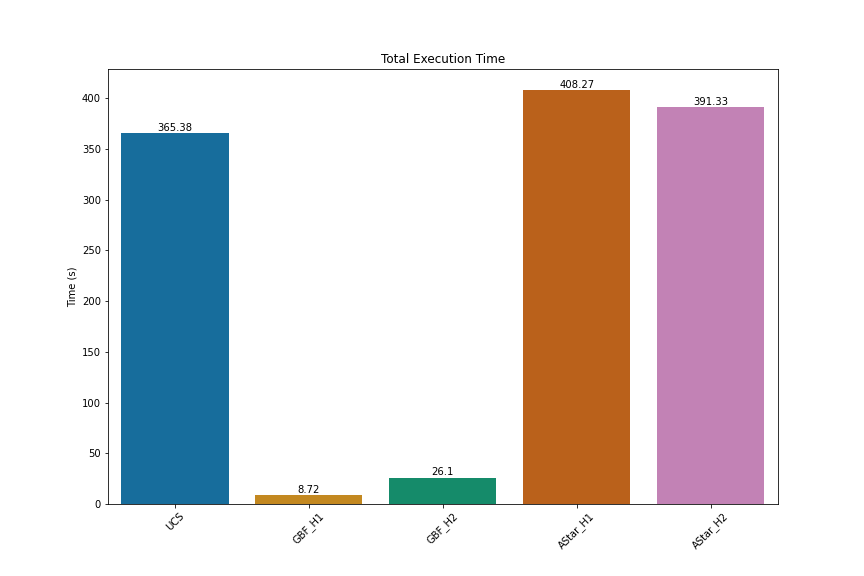 Total Execution Time
408.27
391.33
365.38
26.1
8.72
400
350
300
250
200
150
100
50
0
Time (s)
UCS
GBF_H1
GBF_H2
AStar_H1
AStar_H2